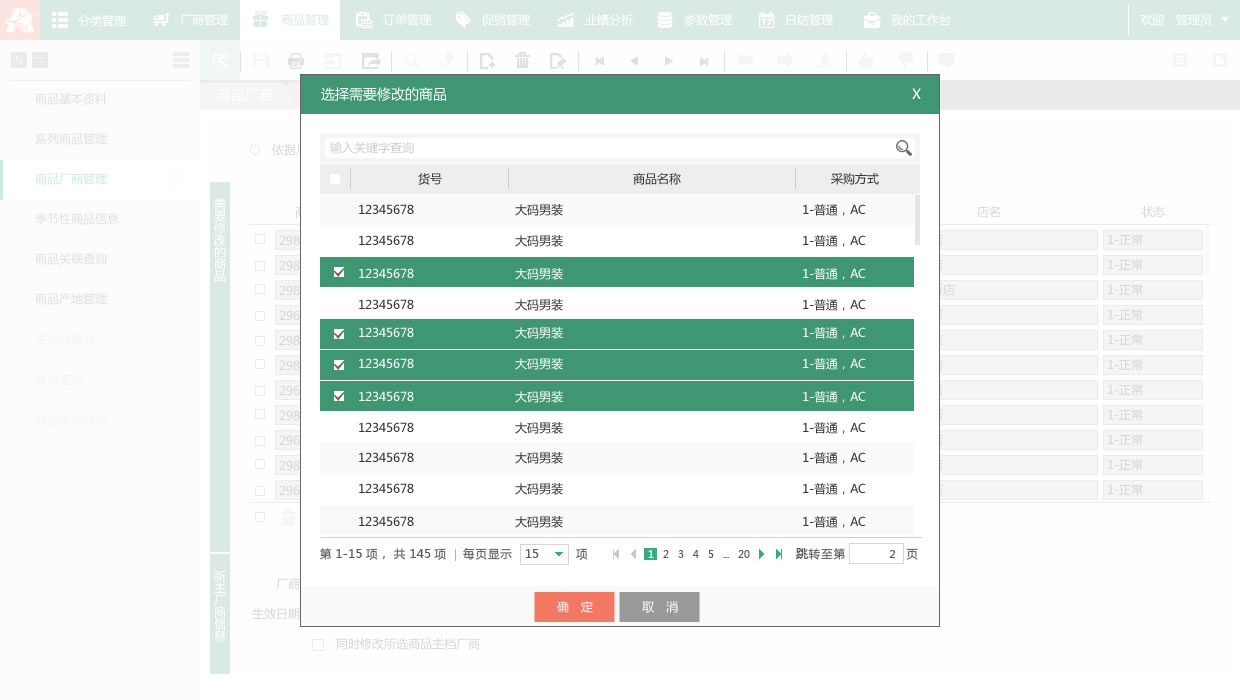 分类管理 厂商管理 商品管理 订单管理 促销管理 业绩分析 参数管理 日结管理 我的工作台 欢迎，管理员
商品基本资料
系列商品管理
商品厂商管理
季节性商品信息
商品关联查询
商品产地管理
商品厂商
依据
需要修改的商品
新主厂商信息
店名 状态
298 1-正常
298 1-正常
298 店 1-正常
296 1-正常
298 1-正常
298 1-正常
296 1-正常
298 1-正常
296 1-正常
298 1-正常
296 1-正常
厂商
生效日期
同时修改所选商品主档厂商
选择需要修改的商品 X
输入关键字查询
货号 商品名称 采购方式
12345678 大码男装 1-普通，AC
12345678 大码男装 1-普通，AC
12345678 大码男装 1-普通，AC
12345678 大码男装 1-普通，AC
12345678 大码男装 1-普通，AC
12345678 大码男装 1-普通，AC
12345678 大码男装 1-普通，AC
12345678 大码男装 1-普通，AC
12345678 大码男装 1-普通，AC
12345678 大码男装 1-普通，AC
12345678 大码男装 1-普通，AC
第 1-15 项，共 145 项 | 每页显示 15 项 1 2 3 4 5 ... 20 跳转至第 2 页
确 定 取 消